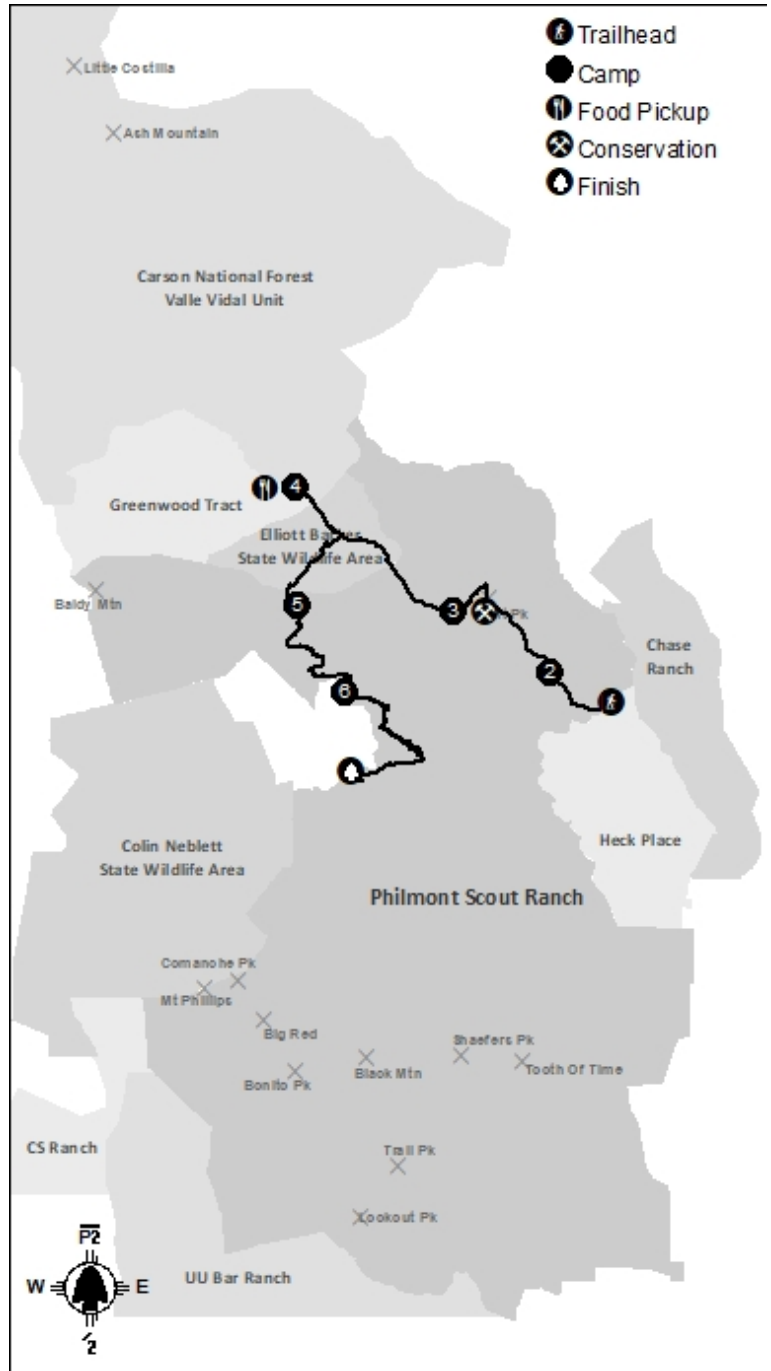 Trailhead
Camp
Food Pickup
Conservation
Finish
Little Costilla
Ash Mountain
Carson National Forest
Valle Vidal Unit
4
Greenwood Tract
Elliott
State Wildlife Area
Baldy Mtn
5
3
Pk
2
Chase
Ranch
6
Colin Neblett
State Wildlife Area
Heck Place
Philmont Scout Ranch
Comanche Pk
Mt Phillips
Big Red
Bonito Pk
Black Mtn
Shaefers Pk
Tooth Of Time
CS Ranch
Trail Pk
Lookout Pk
UU Bar Ranch
W
E